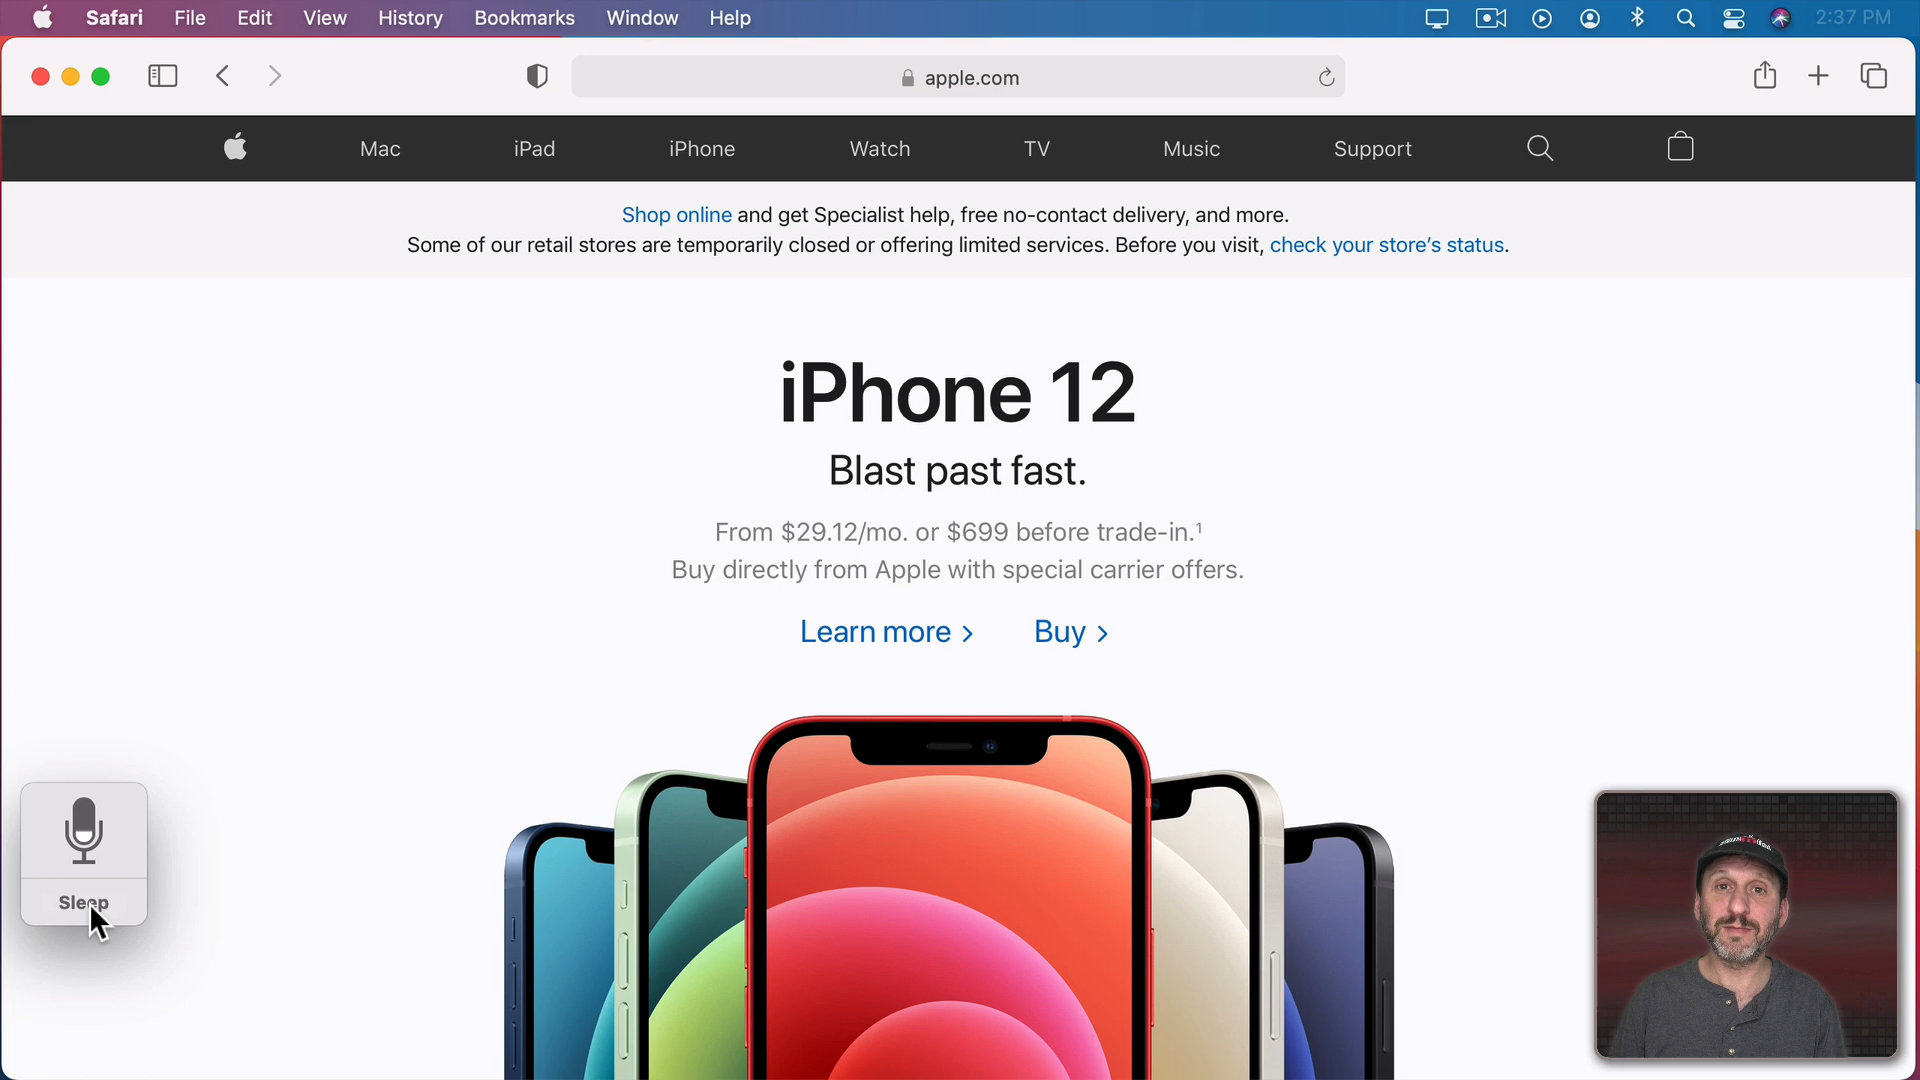 Safari File Edit View History Bookmarks Window Help 2:37 PM
apple.com
Mac iPad iPhone Watch TV Music Support
Shop online and get Specialist help, free no-contact delivery, and more.
Some of our retail stores are temporarily closed or offering limited services. Before you visit, check your store’s status.
iPhone 12
Blast past fast.
From $29.12/mo. or $699 before trade-in.¹
Buy directly from Apple with special carrier offers.
Learn more > Buy >
Sleep